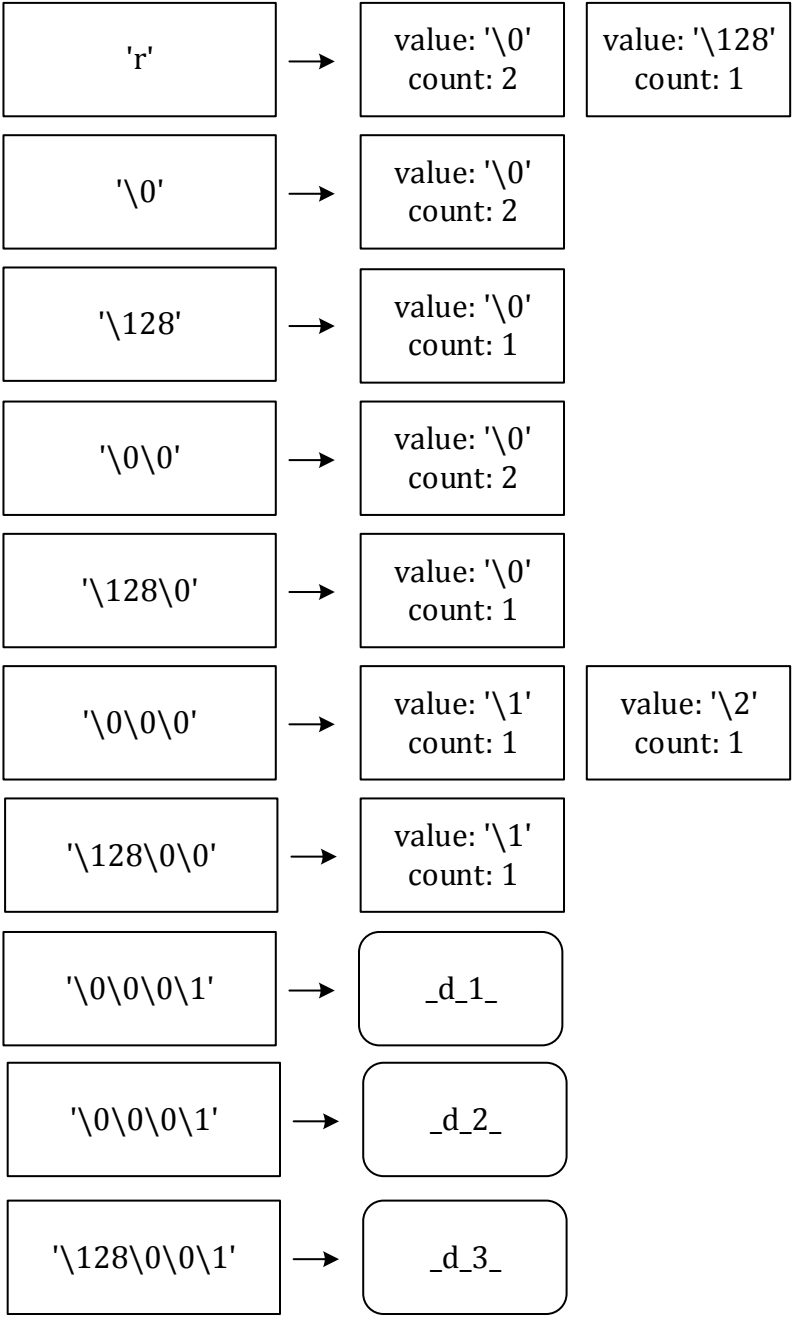 'r'
value: '\0'
count: 2
value: '\128'
count: 1
'\0'
value: '\0'
count: 2
'\128'
value: '\0'
count: 1
'\0\0'
value: '\0'
count: 2
'\128\0'
value: '\0'
count: 1
'\0\0\0'
value: '\1'
count: 1
value: '\2'
count: 1
'\128\0\0'
value: '\1'
count: 1
'\0\0\0\1'
_d_1_
'\0\0\0\1'
_d_2_
'\128\0\0\1'
_d_3_